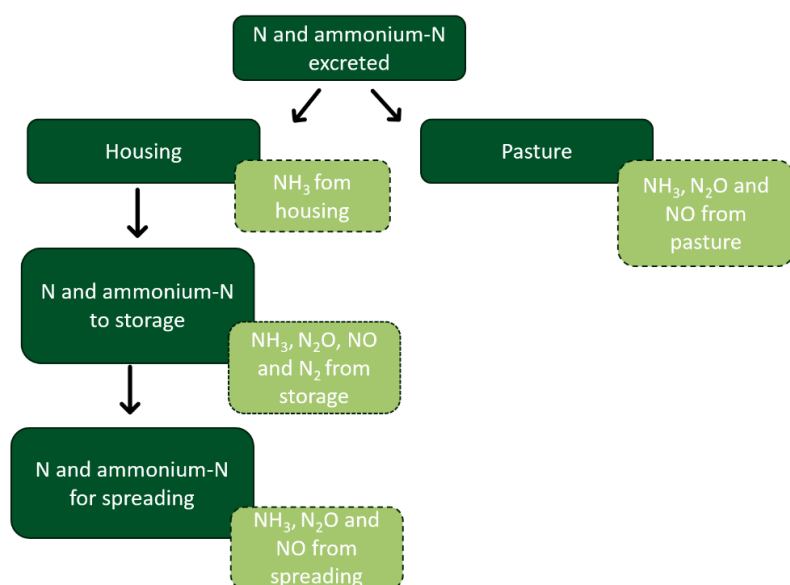 N and ammonium-N
excreted
Housing
Pasture
NH₃ fom
housing
NH₃, N₂O and
NO from
pasture
N and ammonium-N
to storage
NH₃, N₂O, NO
and N₂ from
storage
N and ammonium-N
for spreading
NH₃, N₂O and
NO from
spreading